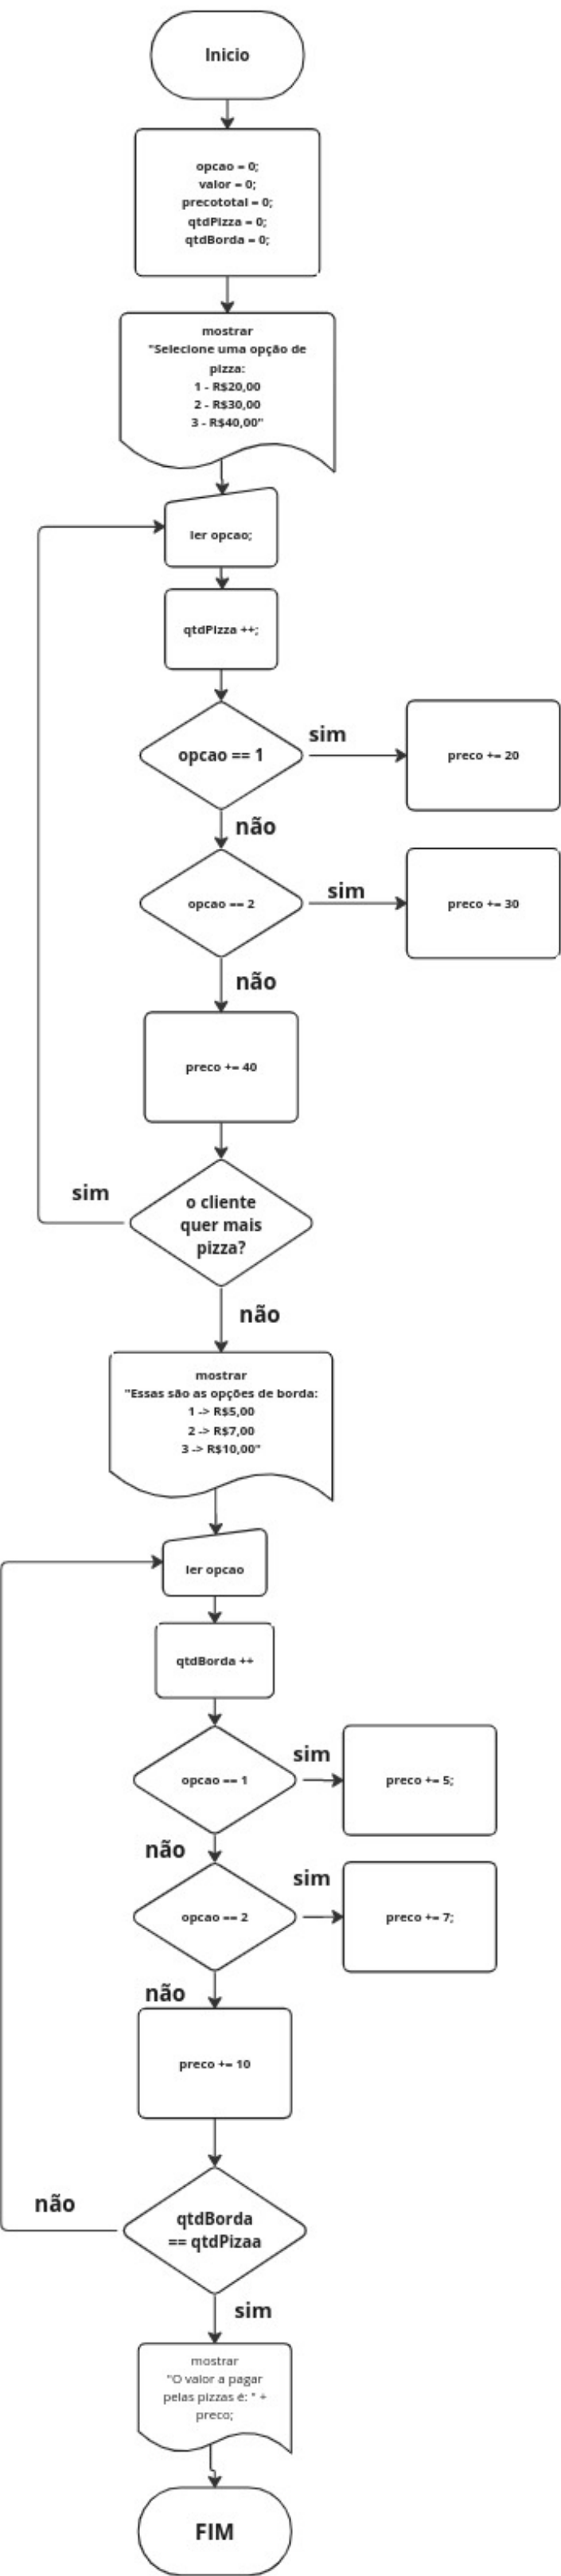 Inicio
opcao = 0;
valor = 0;
precototal = 0;
qtdPizza = 0;
qtdBorda = 0;
mostrar
"Selecione uma opção de
pizza:
1 - R$20,00
2 - R$30,00
3 - R$40,00"
ler opcao;
qtdPizza ++;
opcao == 1
sim
preco += 20
não
opcao == 2
sim
preco += 30
não
preco += 40
o cliente
quer mais
pizza?
sim
não
mostrar
"Essas são as opções de borda:
1 -> R$5,00
2 -> R$7,00
3 -> R$10,00"
ler opcao
qtdBorda ++
opcao == 1
sim
preco += 5;
não
opcao == 2
sim
preco += 7;
não
preco += 10
qtdBorda
== qtdPizaa
não
sim
mostrar
"O valor a pagar
pelas pizzas é: " +
preco;
FIM